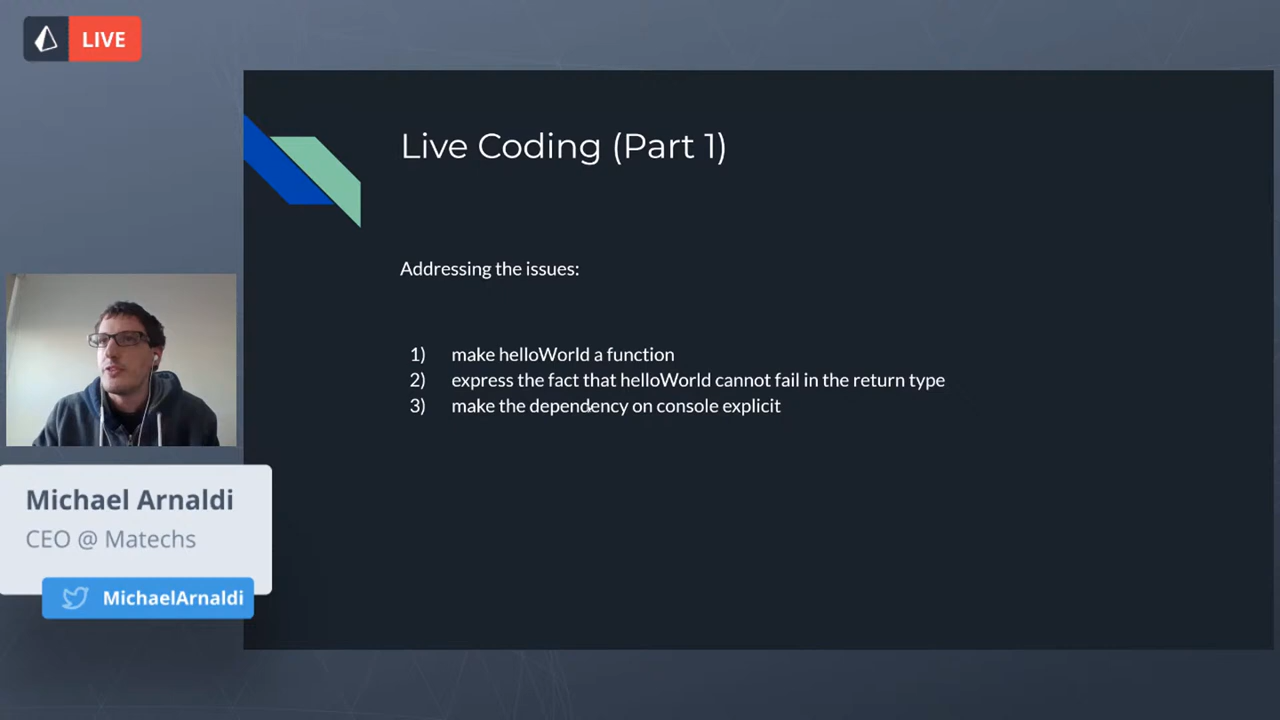 LIVE
Live Coding (Part 1)
Addressing the issues:
1) make helloWorld a function
2) express the fact that helloWorld cannot fail in the return type
3) make the dependency on console explicit
Michael Arnaldi
CEO @ Matechs
MichaelArnaldi